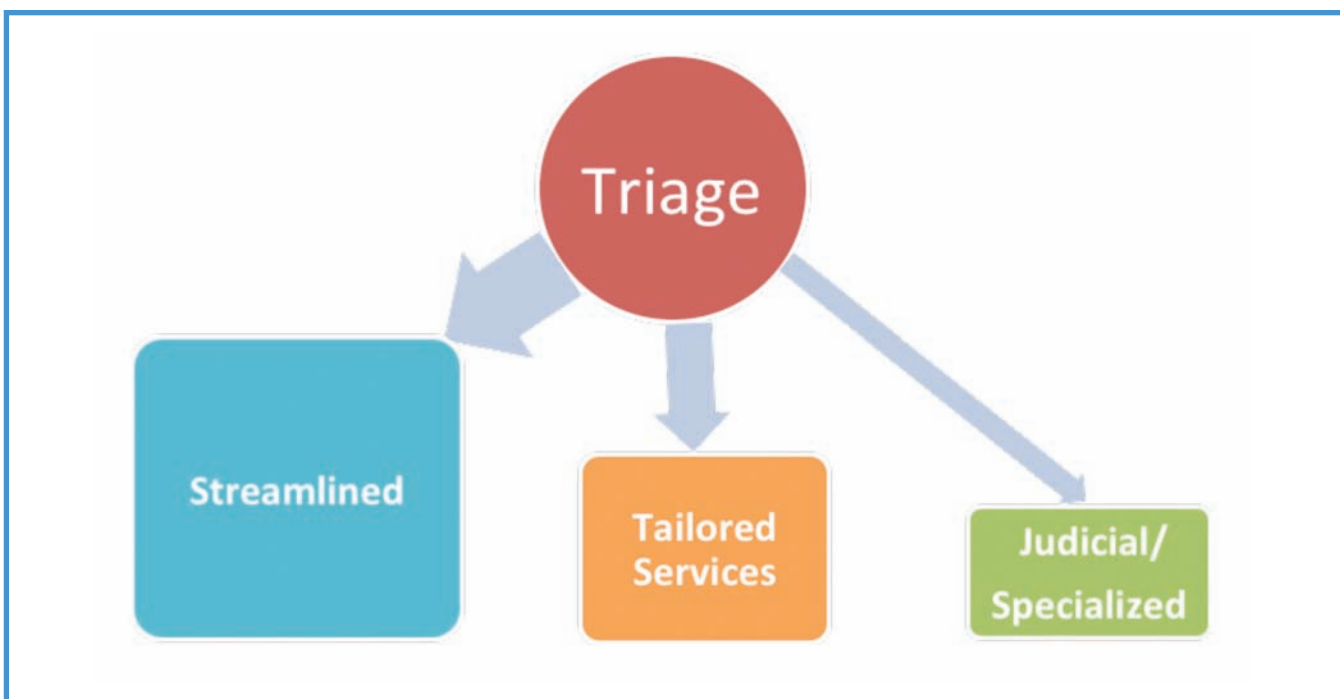 Triage
Streamlined
Tailored
Services
Judicial/
Specialized